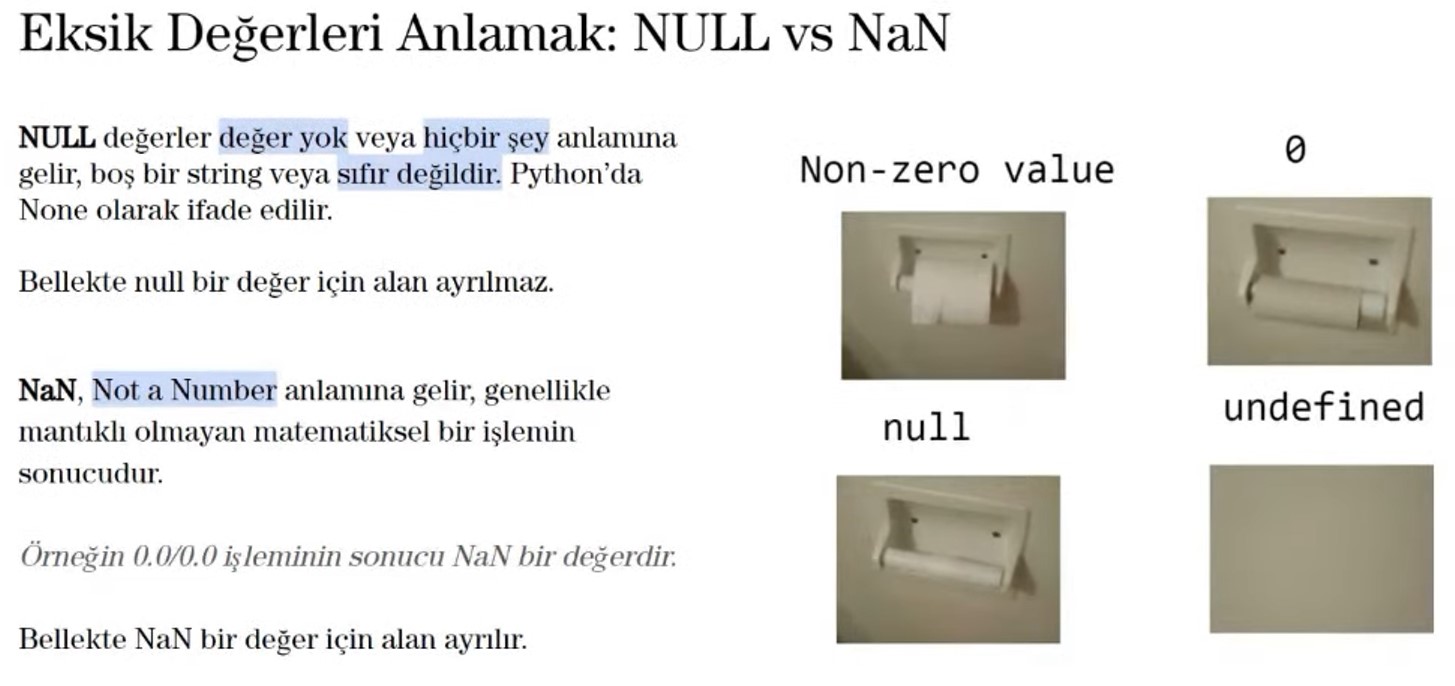 Eksik Değerleri Anlamak: NULL vs NaN
NULL değerler değer yok veya hiçbir şey anlamına
gelir, boş bir string veya sıfır değildir. Python’da
None olarak ifade edilir.
Bellekte null bir değer için alan ayrılmaz.
NaN, Not a Number anlamına gelir, genellikle
mantıklı olmayan matematiksel bir işlemin
sonucudur.
Örneğin 0.0/0.0 işleminin sonucu NaN bir değerdir.
Bellekte NaN bir değer için alan ayrılır.
Non-zero value
0
null
undefined